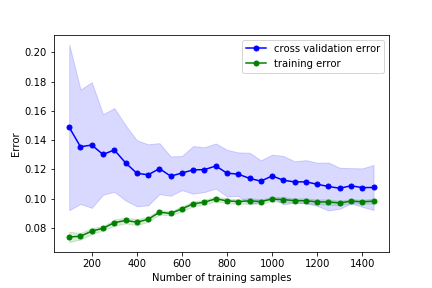 cross validation error
training error
0.20
0.18
0.16
0.14
0.12
0.10
0.08
Error
200 400 600 800 1000 1200 1400
Number of training samples